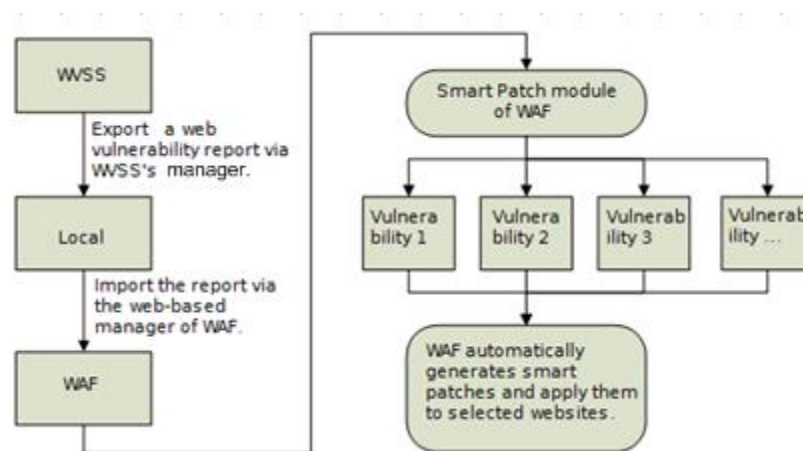 WVSS
Export a web
vulnerability report via
WVSS's manager.
Local
Import the report via
the web-based
manager of WAF.
WAF
Smart Patch module
of WAF
Vulnera
bility 1
Vulnera
bility 2
Vulnerab
ility 3
Vulnerab
ility ...
WAF automatically
generates smart
patches and apply them
to selected websites.